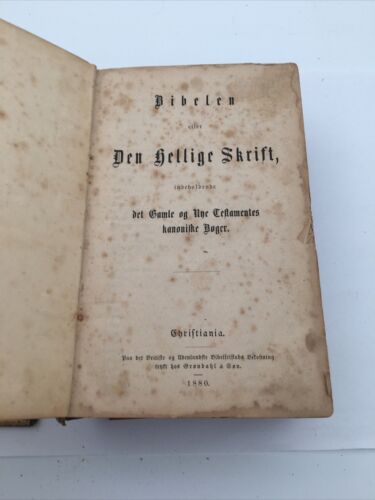 Bibelen
eller
Den Hellige Skrift,
indeholdende
det Gamle og Nye Testamentes
kanoniske Bøger.
Christiania.
Paa det Britiske og Udenlandske Bibelselskabs Bekostning
trykt hos Grøndahl & Søn.
1880.